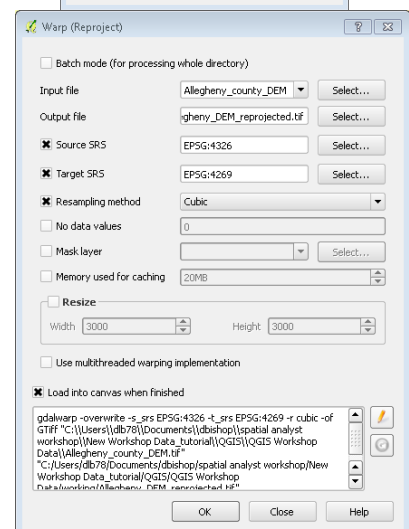 Warp (Reproject)
Batch mode (for processing whole directory)
Input file Allegheny_county_DEM Select...
Output file gheny_DEM_reprojected.tif Select...
Source SRS EPSG:4326 Select...
Target SRS EPSG:4269 Select...
Resampling method Cubic
No data values 0
Mask layer Select...
Memory used for caching 20MB
Resize
Width 3000 Height 3000
Use multithreaded warping implementation
Load into canvas when finished
gdalwarp -overwrite -s_srs EPSG:4326 -t_srs EPSG:4269 -r cubic -of
GTiff "C:\\Users\\dlb78\\Documents\\dbishop\\spatial analyst
workshop\\New Workshop Data_tutorial\\QGIS\\QGIS Workshop
Data\\Allegheny_county_DEM.tif"
"C:/Users/dlb78/Documents/dbishop/spatial analyst workshop/New
Workshop Data_tutorial/QGIS/QGIS Workshop
Data/working/Allegheny_DEM_reprojected.tif"
OK Close Help